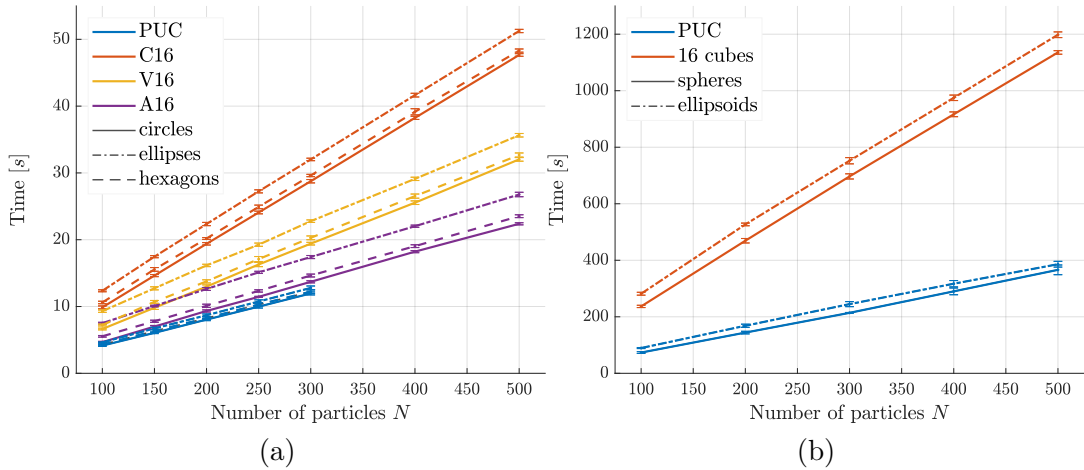 PUC
C16
V16
A16
circles
ellipses
hexagons
Time [s]
0
10
20
30
40
50
100
150
200
250
300
350
400
450
500
Number of particles N
(a)
PUC
16 cubes
spheres
ellipsoids
Time [s]
0
200
400
600
800
1000
1200
100
150
200
250
300
350
400
450
500
Number of particles N
(b)